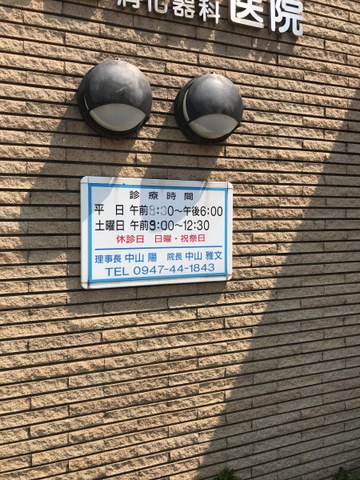 消化器科 医院
診療時間
平 日 午前9:00〜午後6:00
土曜日 午前9:00〜12:30
休診日 日曜・祝祭日
理事長 中山 陽 院長 中山 雅文
TEL 0947-44-1843